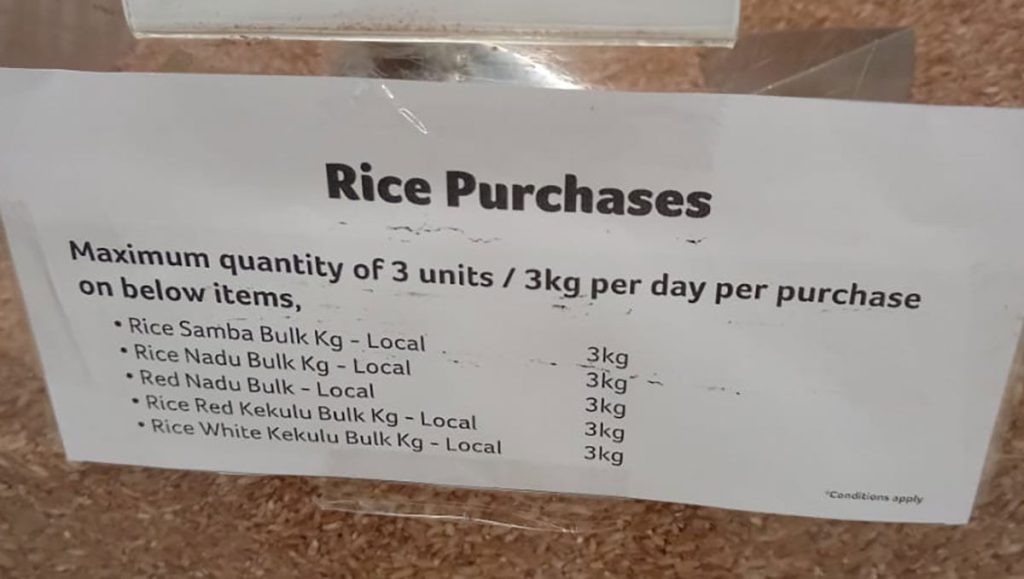 Rice Purchases
Maximum quantity of 3 units / 3kg per day per purchase
on below items,
• Rice Samba Bulk Kg - Local 3kg
• Rice Nadu Bulk Kg - Local 3kg
• Red Nadu Bulk - Local 3kg
• Rice Red Kekulu Bulk Kg - Local 3kg
• Rice White Kekulu Bulk Kg - Local 3kg
*Conditions apply